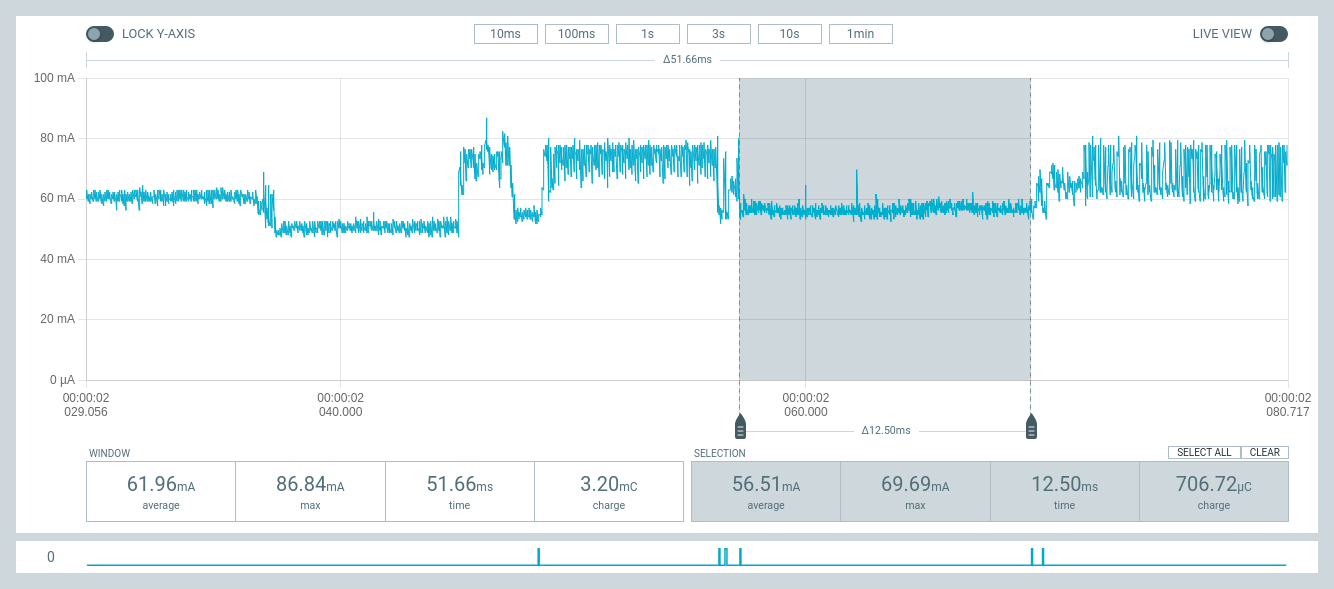 LOCK Y-AXIS
10ms 100ms 1s 3s 10s 1min
LIVE VIEW
Δ51.66ms
100 mA
80 mA
60 mA
40 mA
20 mA
0 µA
00:00:02 00:00:02 00:00:02 00:00:02
029.056 040.000 060.000 080.717
Δ12.50ms
WINDOW
61.96mA 86.84mA 51.66ms 3.20mC
average max time charge
SELECTION
SELECT ALL CLEAR
56.51mA 69.69mA 12.50ms 706.72µC
average max time charge
0